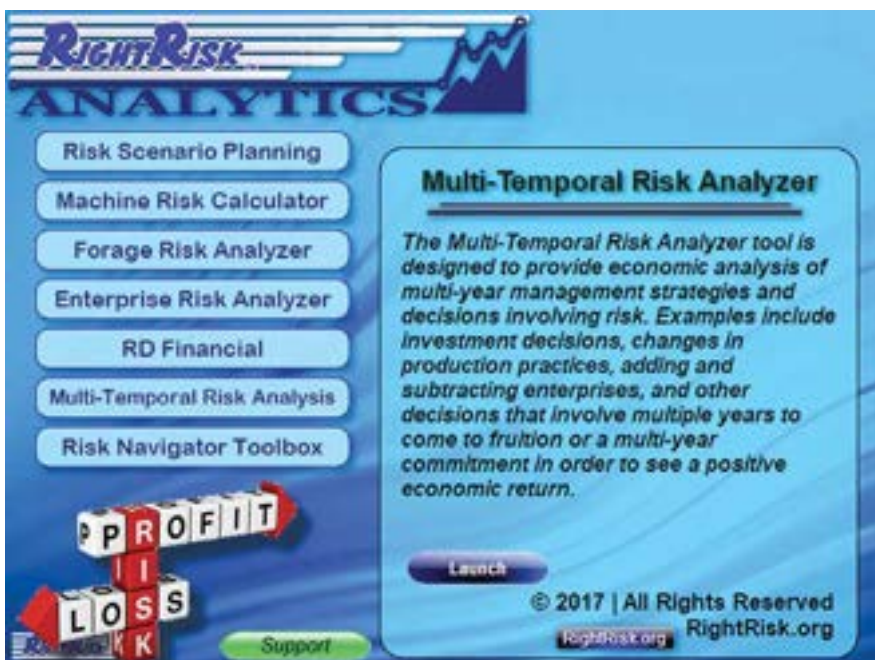 RIGHTRISK
ANALYTICS
Risk Scenario Planning
Machine Risk Calculator
Forage Risk Analyzer
Enterprise Risk Analyzer
RD Financial
Multi-Temporal Risk Analysis
Risk Navigator Toolbox
Multi-Temporal Risk Analyzer
The Multi-Temporal Risk Analyzer tool is
designed to provide economic analysis of
multi-year management strategies and
decisions involving risk. Examples include
investment decisions, changes in
production practices, adding and
subtracting enterprises, and other
decisions that involve multiple years to
come to fruition or a multi-year
commitment in order to see a positive
economic return.
Launch
© 2017 | All Rights Reserved
RightRisk.org
RightRisk.org
PROFIT
RISK
LOSS
Support